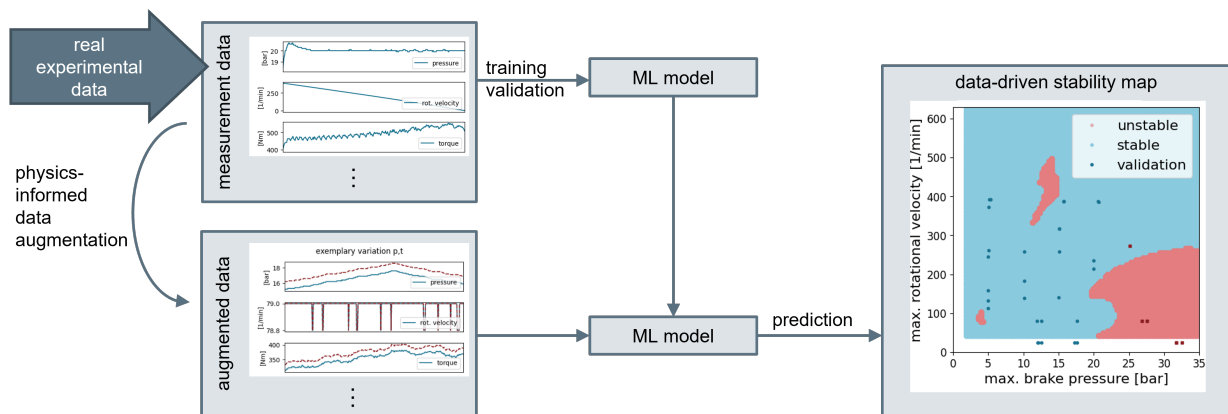 real
experimental
data
physics-
informed
data
augmentation
measurement data
[bar]
20
19
pressure
[1/min]
250
0
rot. velocity
[Nm]
500
400
torque
augmented data
exemplary variation p,t
[bar]
18
16
pressure
[1/min]
79.0
78.8
rot. velocity
[Nm]
400
350
torque
training
validation
ML model
ML model
prediction
data-driven stability map
max. rotational velocity [1/min]
600
500
400
300
200
100
0
unstable
stable
validation
0 5 10 15 20 25 30 35
max. brake pressure [bar]